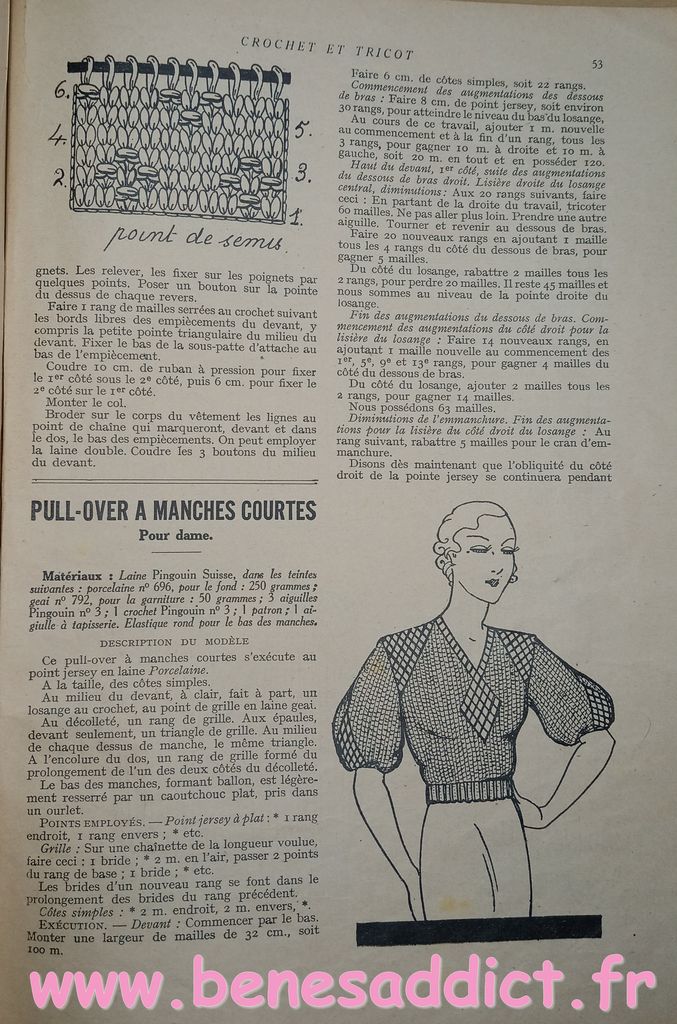 CROCHET ET TRICOT
53
6.
4.
2.
5.
3.
1.
point de semis.
gnets. Les relever, les fixer sur les poignets par
quelques points. Poser un bouton sur la pointe
du dessus de chaque revers.
Faire 1 rang de mailles serrées au crochet suivant
les bords libres des empiècements du devant, y
compris la petite pointe triangulaire du milieu du
devant. Fixer le bas de la sous-patte d'attache au
bas de l'empiècement.
Coudre 10 cm. de ruban à pression pour fixer
le 1er côté sous le 2e côté, puis 6 cm. pour fixer le
2e côté sur le 1er côté.
Monter le col.
Broder sur le corps du vêtement les lignes au
point de chaîne qui marqueront, devant et dans
le dos, le bas des empiècements. On peut employer
la laine double. Coudre les 3 boutons du milieu
du devant.
PULL-OVER A MANCHES COURTES
Pour dame.
Matériaux : Laine Pingouin Suisse, dans les teintes
suivantes : porcelaine nº 696, pour le fond : 250 grammes ;
geai nº 792, pour la garniture : 50 grammes ; 3 aiguilles
Pingouin nº 3 ; 1 crochet Pingouin nº 3 ; 1 patron ; 1 ai-
giulle à tapisserie. Elastique rond pour le bas des manches.
DESCRIPTION DU MODÈLE
Ce pull-over à manches courtes s'exécute au
point jersey en laine Porcelaine.
A la taille, des côtes simples.
Au milieu du devant, à clair, fait à part, un
losange au crochet, au point de grille en laine geai.
Au décolleté, un rang de grille. Aux épaules,
devant seulement, un triangle de grille. Au milieu
de chaque dessus de manche, le même triangle.
A l'encolure du dos, un rang de grille formé du
prolongement de l'un des deux côtés du décolleté.
Le bas des manches, formant ballon, est légère-
ment resserré par un caoutchouc plat, pris dans
un ourlet.
POINTS EMPLOYÉS. — Point jersey à plat : * 1 rang
endroit, 1 rang envers ; * etc.
Grille : Sur une chaînette de la longueur voulue,
faire ceci : 1 bride ; * 2 m. en l'air, passer 2 points
du rang de base ; 1 bride ; * etc.
Les brides d'un nouveau rang se font dans le
prolongement des brides du rang précédent.
Côtes simples : * 2 m. endroit, 2 m. envers, *.
EXÉCUTION. — Devant : Commencer par le bas.
Monter une largeur de mailles de 32 cm., soit
100 m.
Faire 6 cm. de côtes simples, soit 22 rangs.
Commencement des augmentations des dessous
de bras : Faire 8 cm. de point jersey, soit environ
30 rangs, pour atteindre le niveau du bas du losange,
Au cours de ce travail, ajouter 1 m. nouvelle
au commencement et à la fin d'un rang, tous les
3 rangs, pour gagner 10 m. à droite et 10 m. à
gauche, soit 20 m. en tout et en posséder 120.
Haut du devant, 1er côté, suite des augmentations
du dessous de bras droit. Lisière droite du losange
central, diminutions : Aux 20 rangs suivants, faire
ceci : En partant de la droite du travail, tricoter
60 mailles. Ne pas aller plus loin. Prendre une autre
aiguille. Tourner et revenir au dessous de bras.
Faire 20 nouveaux rangs en ajoutant 1 maille
tous les 4 rangs du côté du dessous de bras, pour
gagner 5 mailles.
Du côté du losange, rabattre 2 mailles tous les
2 rangs, pour perdre 20 mailles. Il reste 45 mailles et
nous sommes au niveau de la pointe droite du
losange.
Fin des augmentations du dessous de bras. Com-
mencement des augmentations du côté droit pour la
lisière du losange : Faire 14 nouveaux rangs, en
ajoutant 1 maille nouvelle au commencement des
1er, 5e, 9e et 13e rangs, pour gagner 4 mailles du
côté du dessous de bras.
Du côté du losange, ajouter 2 mailles tous les
2 rangs, pour gagner 14 mailles.
Nous possédons 63 mailles.
Diminutions de l'emmanchure. Fin des augmenta-
tions pour la lisière du côté droit du losange : Au
rang suivant, rabattre 5 mailles pour le cran d'em-
manchure.
Disons dès maintenant que l'obliquité du côté
droit de la pointe jersey se continuera pendant
www.benesaddict.fr